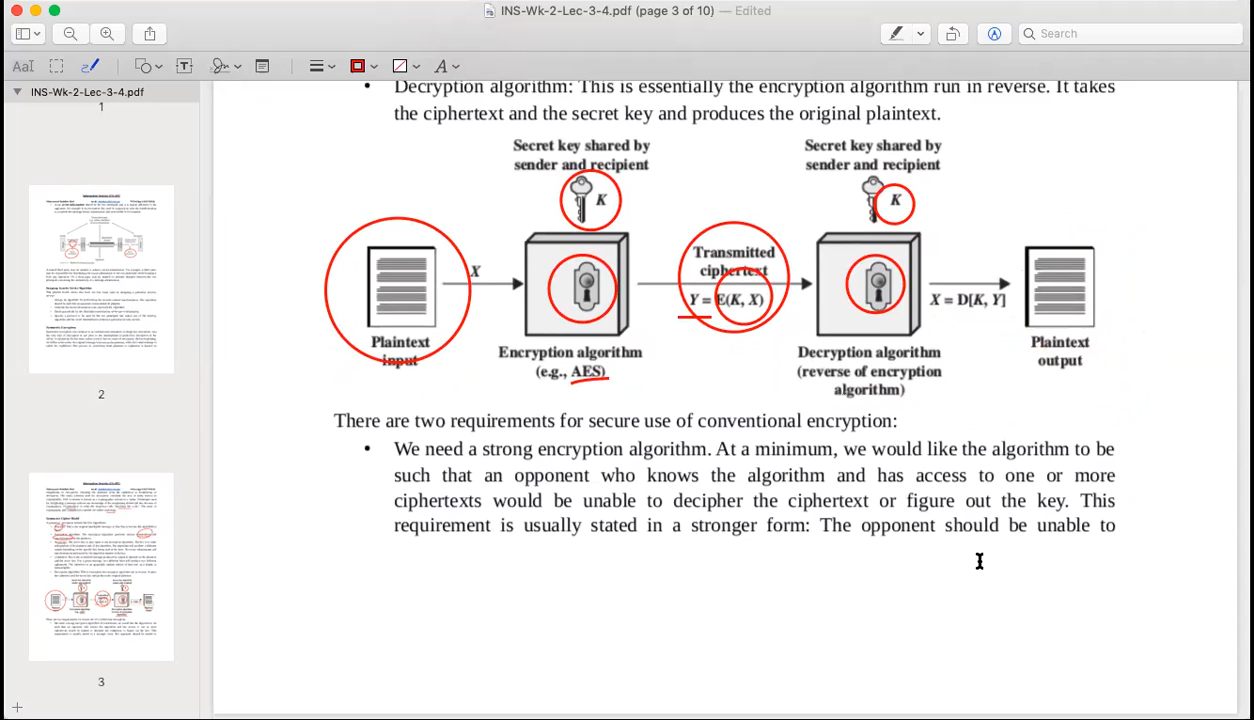 INS-Wk-2-Lec-3-4.pdf (page 3 of 10) — Edited
Search
AaI
T
A
INS-Wk-2-Lec-3-4.pdf
1
2
3
• Decryption algorithm: This is essentially the encryption algorithm run in reverse. It takes
the ciphertext and the secret key and produces the original plaintext.
Secret key shared by
sender and recipient
K
Secret key shared by
sender and recipient
K
Plaintext
input
X
Encryption algorithm
(e.g., AES)
Transmitted
ciphertext
Y = E(K, X)
Decryption algorithm
(reverse of encryption
algorithm)
X = D[K, Y]
Plaintext
output
There are two requirements for secure use of conventional encryption:
• We need a strong encryption algorithm. At a minimum, we would like the algorithm to be
such that an opponent who knows the algorithm and has access to one or more
ciphertexts would be unable to decipher the ciphertext or figure out the key. This
requirement is usually stated in a stronger form: The opponent should be unable to